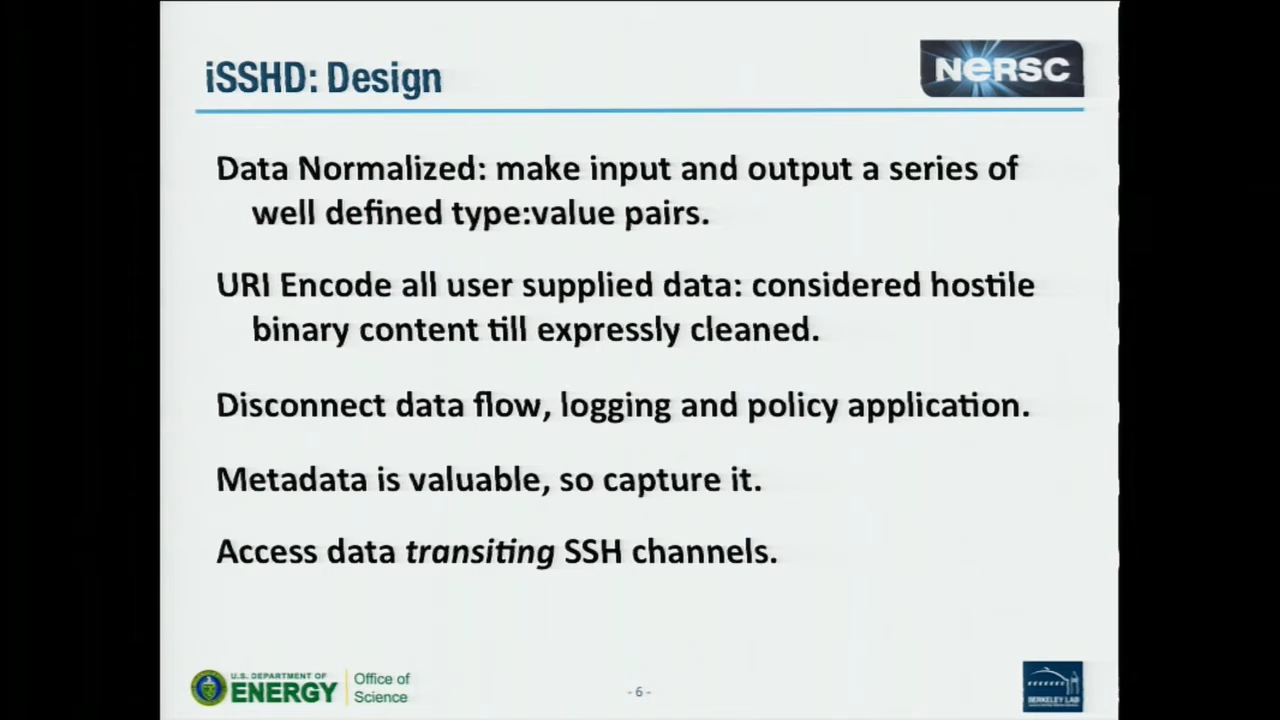 iSSHD: Design
NERSC
Data Normalized: make input and output a series of
well defined type:value pairs.
URI Encode all user supplied data: considered hostile
binary content till expressly cleaned.
Disconnect data flow, logging and policy application.
Metadata is valuable, so capture it.
Access data transiting SSH channels.
U.S. DEPARTMENT OF
ENERGY
Office of
Science
- 6 -
BERKELEY LAB